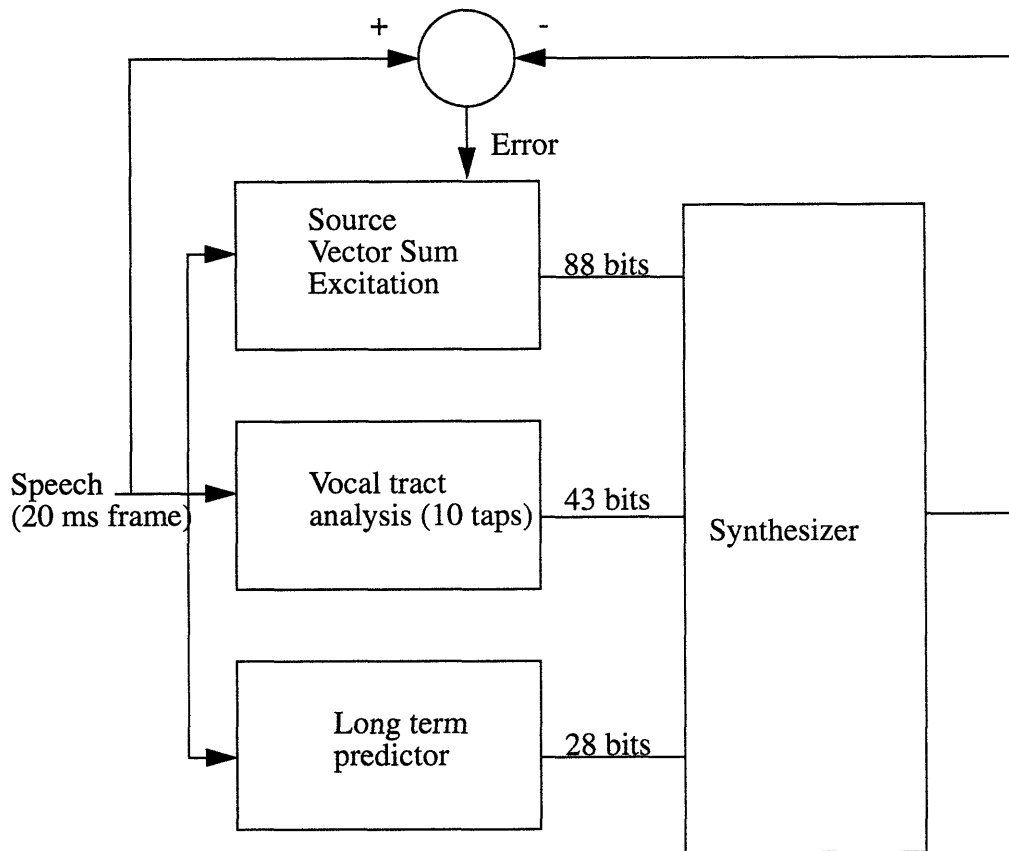 +
-
Error
Source
Vector Sum
Excitation
88 bits
Speech
(20 ms frame)
Vocal tract
analysis (10 taps)
43 bits
Synthesizer
Long term
predictor
28 bits